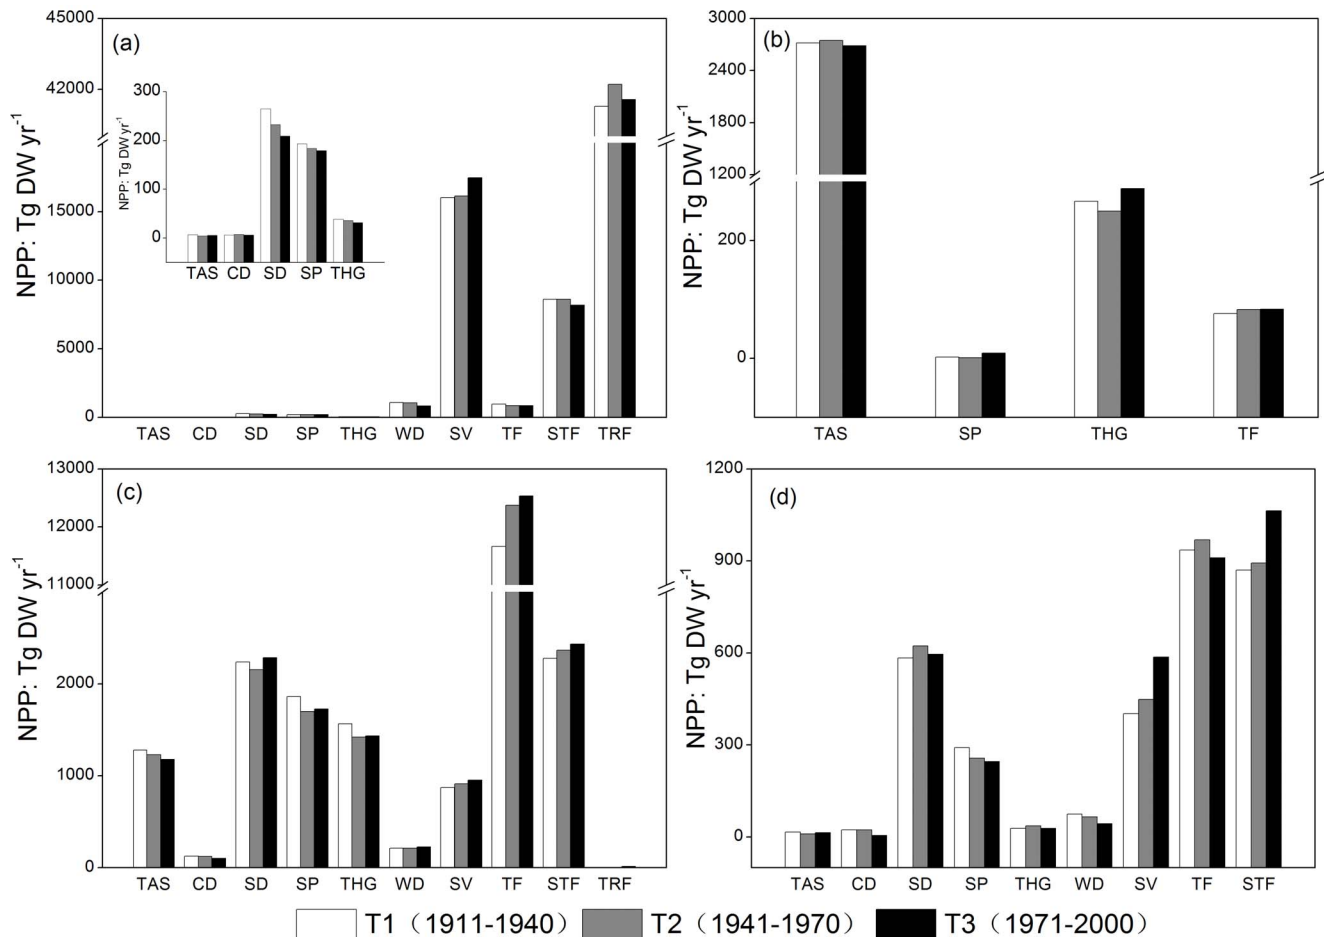 (a)
NPP: Tg DW yr-1
45000
42000
15000
10000
5000
0
NPP: Tg DW yr-1
300
200
100
0
TAS CD SD SP THG
TAS CD SD SP THG WD SV TF STF TRF
(b)
NPP: Tg DW yr-1
3000
2600
2200
1800
1200
200
0
TAS SP THG TF
(c)
NPP: Tg DW yr-1
13000
12000
11000
2000
1000
0
TAS CD SD SP THG WD SV TF STF TRF
(d)
NPP: Tg DW yr-1
1200
900
600
300
0
TAS CD SD SP THG WD SV TF STF
T1（1911-1940） T2（1941-1970） T3（1971-2000）